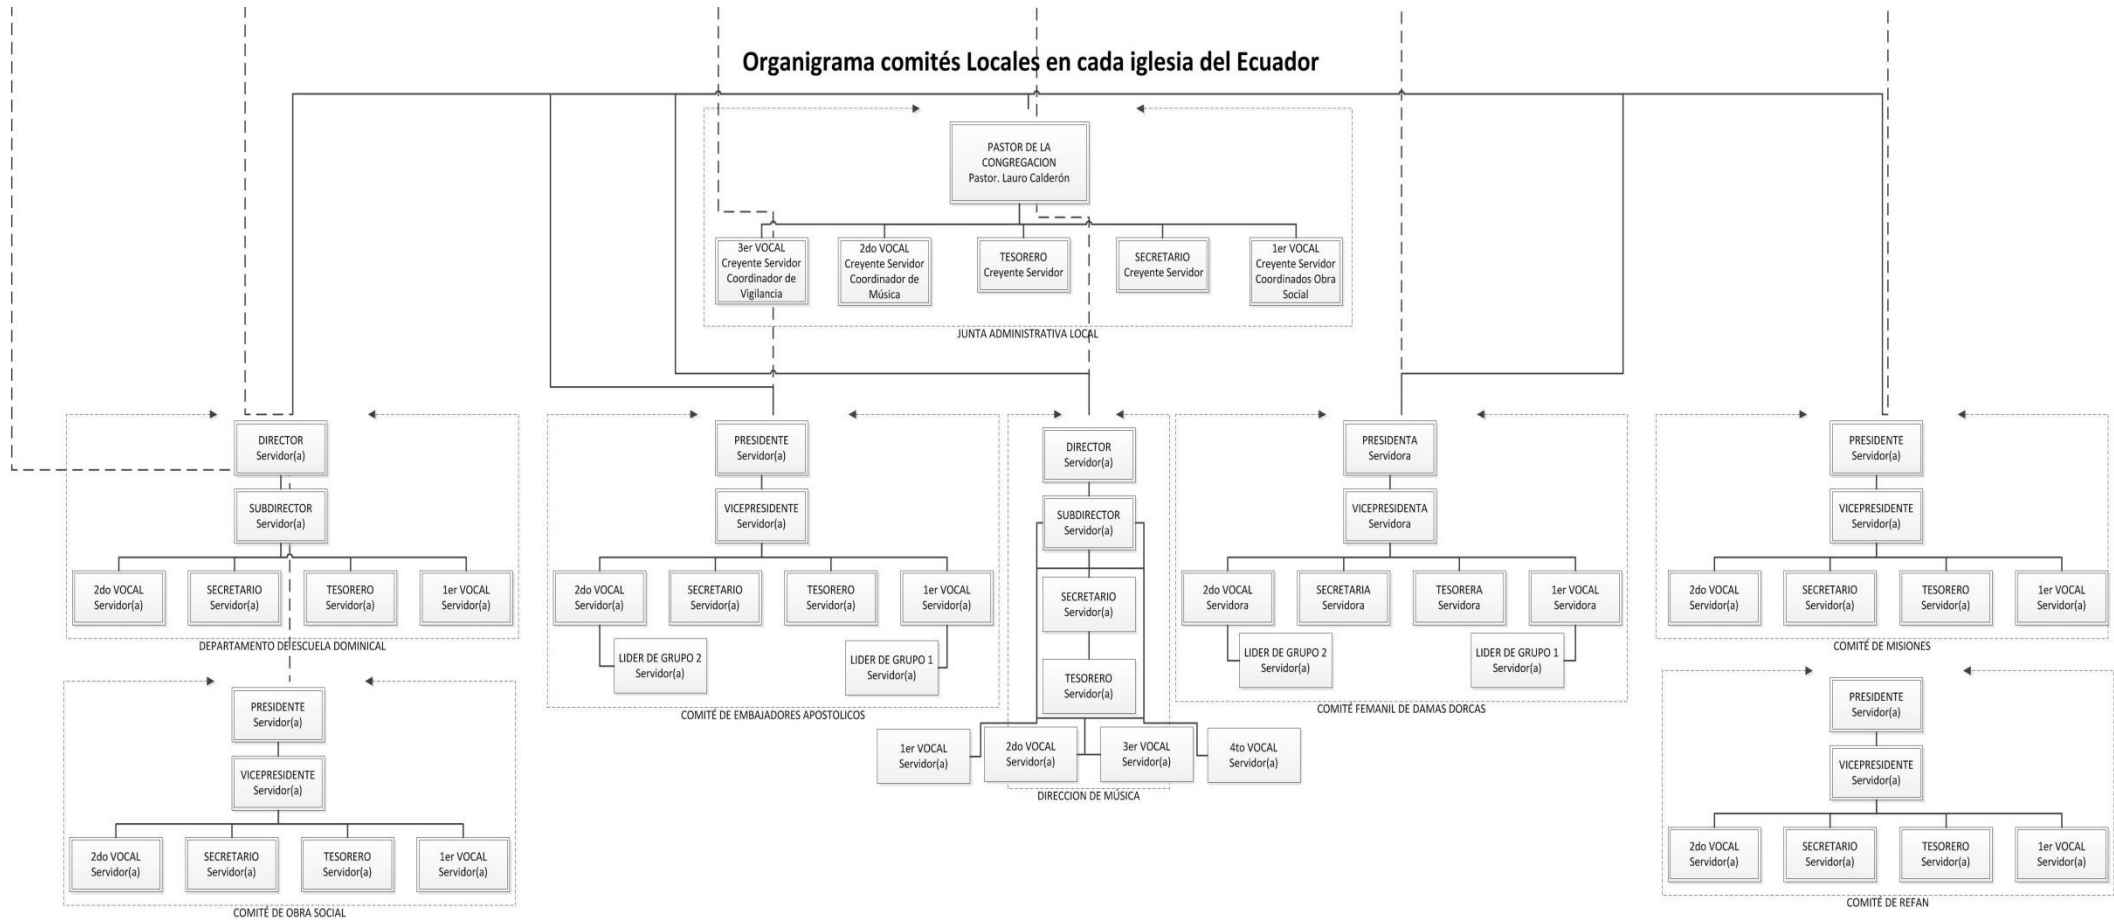 Organigrama comités Locales en cada iglesia del Ecuador
PASTOR DE LA
CONGREGACION
Pastor. Lauro Calderón
3er VOCAL
Creyente Servidor
Coordinador de
Vigilancia
2do VOCAL
Creyente Servidor
Coordinador de
Música
TESORERO
Creyente Servidor
SECRETARIO
Creyente Servidor
1er VOCAL
Creyente Servidor
Coordinados Obra
Social
JUNTA ADMINISTRATIVA LOCAL
DIRECTOR
Servidor(a)
SUBDIRECTOR
Servidor(a)
2do VOCAL
Servidor(a)
SECRETARIO
Servidor(a)
TESORERO
Servidor(a)
1er VOCAL
Servidor(a)
DEPARTAMENTO DE ESCUELA DOMINICAL
PRESIDENTE
Servidor(a)
VICEPRESIDENTE
Servidor(a)
2do VOCAL
Servidor(a)
SECRETARIO
Servidor(a)
TESORERO
Servidor(a)
1er VOCAL
Servidor(a)
COMITÉ DE OBRA SOCIAL
PRESIDENTE
Servidor(a)
VICEPRESIDENTE
Servidor(a)
2do VOCAL
Servidor(a)
SECRETARIO
Servidor(a)
TESORERO
Servidor(a)
1er VOCAL
Servidor(a)
LIDER DE GRUPO 2
Servidor(a)
LIDER DE GRUPO 1
Servidor(a)
COMITÉ DE EMBAJADORES APOSTOLICOS
DIRECTOR
Servidor(a)
SUBDIRECTOR
Servidor(a)
SECRETARIO
Servidor(a)
TESORERO
Servidor(a)
1er VOCAL
Servidor(a)
2do VOCAL
Servidor(a)
3er VOCAL
Servidor(a)
4to VOCAL
Servidor(a)
DIRECCION DE MÚSICA
PRESIDENTA
Servidora
VICEPRESIDENTA
Servidora
2do VOCAL
Servidora
SECRETARIA
Servidora
TESORERA
Servidora
1er VOCAL
Servidora
LIDER DE GRUPO 2
Servidor(a)
LIDER DE GRUPO 1
Servidor(a)
COMITÉ FEMANIL DE DAMAS DORCAS
PRESIDENTE
Servidor(a)
VICEPRESIDENTE
Servidor(a)
2do VOCAL
Servidor(a)
SECRETARIO
Servidor(a)
TESORERO
Servidor(a)
1er VOCAL
Servidor(a)
COMITÉ DE MISIONES
PRESIDENTE
Servidor(a)
VICEPRESIDENTE
Servidor(a)
2do VOCAL
Servidor(a)
SECRETARIO
Servidor(a)
TESORERO
Servidor(a)
1er VOCAL
Servidor(a)
COMITÉ DE REFAN